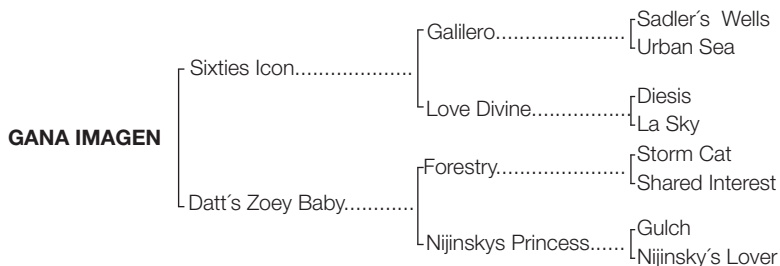 Sadler´s Wells
Galilero........................
Urban Sea
Sixties Icon.....................
Diesis
Love Divine..................
La Sky
GANA IMAGEN
Storm Cat
Forestry........................
Shared Interest
Datt´s Zoey Baby............
Gulch
Nijinskys Princess......
Nijinsky´s Lover